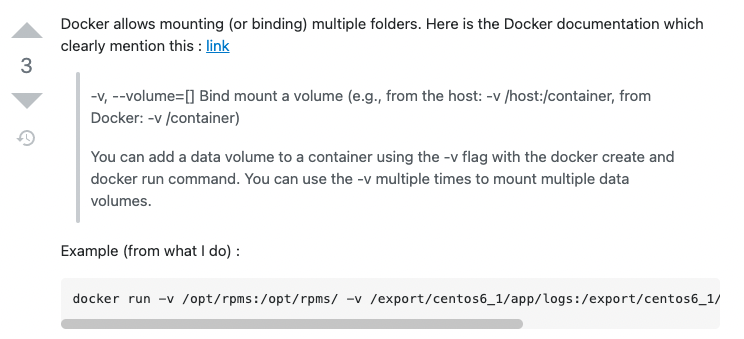 Docker allows mounting (or binding) multiple folders. Here is the Docker documentation which
clearly mention this : link
3
-v, --volume=[] Bind mount a volume (e.g., from the host: -v /host:/container, from
Docker: -v /container)
You can add a data volume to a container using the -v flag with the docker create and
docker run command. You can use the -v multiple times to mount multiple data
volumes.
Example (from what I do) :
docker run -v /opt/rpms:/opt/rpms/ -v /export/centos6_1/app/logs:/export/centos6_1/